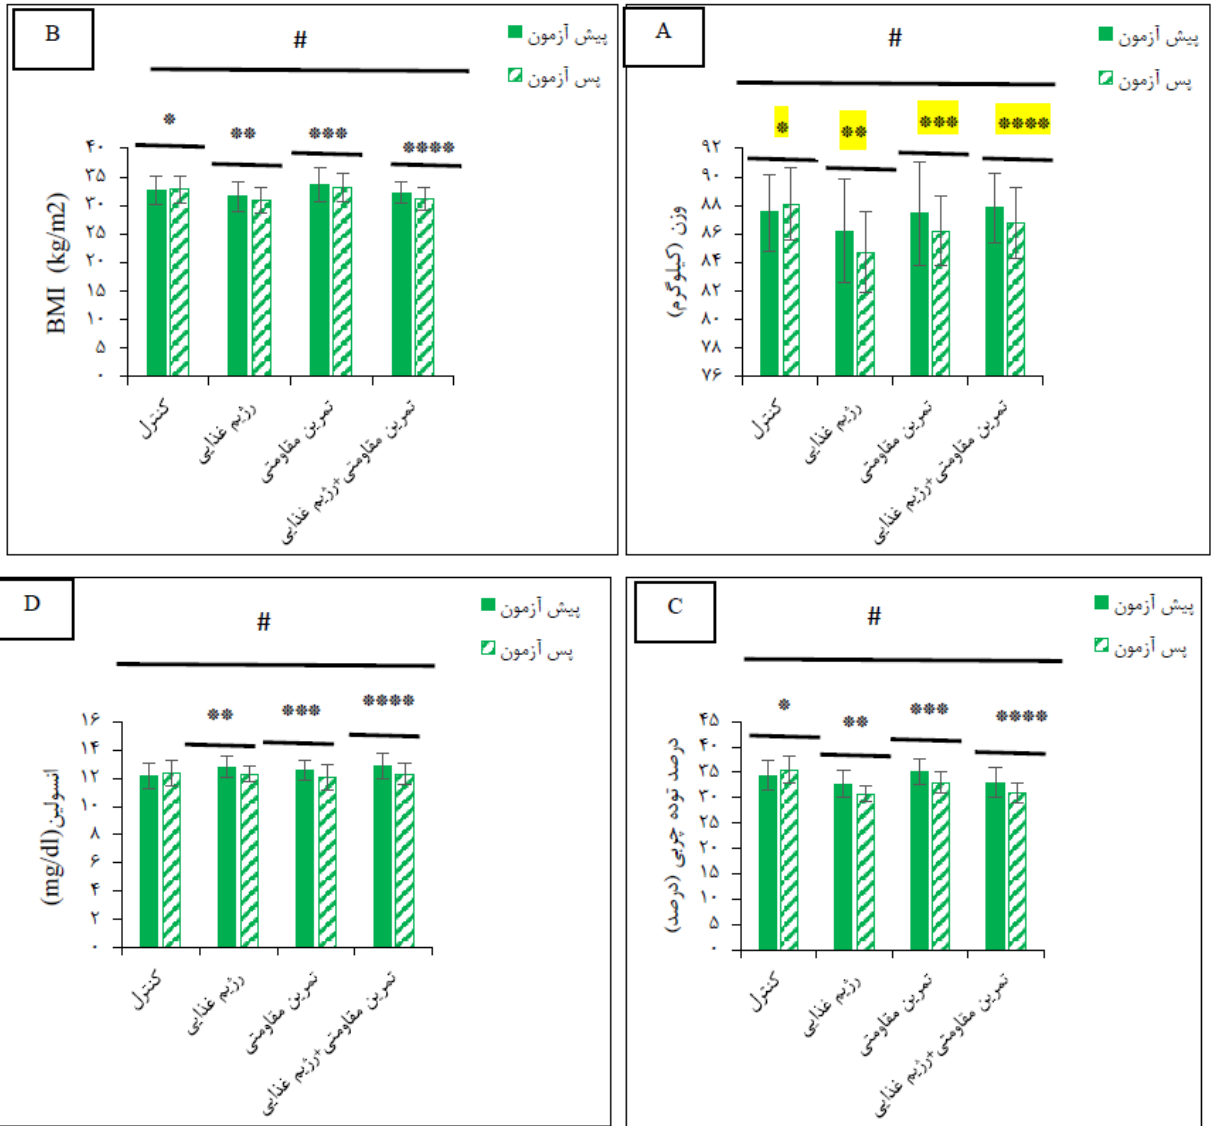 B
#
پیش آزمون
پس آزمون
*
**
***
****
۴۰
۳۵
۳۰
۲۵
۲۰
۱۵
۱۰
۵
۰
BMI (kg/m2)
کنترل
رژیم غذایی
تمرین مقاومتی
تمرین مقاومتی+رژیم غذایی
A
#
پیش آزمون
پس آزمون
*
**
***
****
۹۲
۹۰
۸۸
۸۶
۸۴
۸۲
۸۰
۷۸
۷۶
وزن (کیلوگرم)
کنترل
رژیم غذایی
تمرین مقاومتی
تمرین مقاومتی+رژیم غذایی
D
#
پیش آزمون
پس آزمون
**
***
****
۱۶
۱۴
۱۲
۱۰
۸
۶
۴
۲
۰
انسولین(mg/dl)
کنترل
رژیم غذایی
تمرین مقاومتی
تمرین مقاومتی+رژیم غذایی
C
#
پیش آزمون
پس آزمون
*
**
***
****
۴۵
۴۰
۳۵
۳۰
۲۵
۲۰
۱۵
۱۰
۵
۰
درصد توده چربی (درصد)
کنترل
رژیم غذایی
تمرین مقاومتی
تمرین مقاومتی+رژیم غذایی